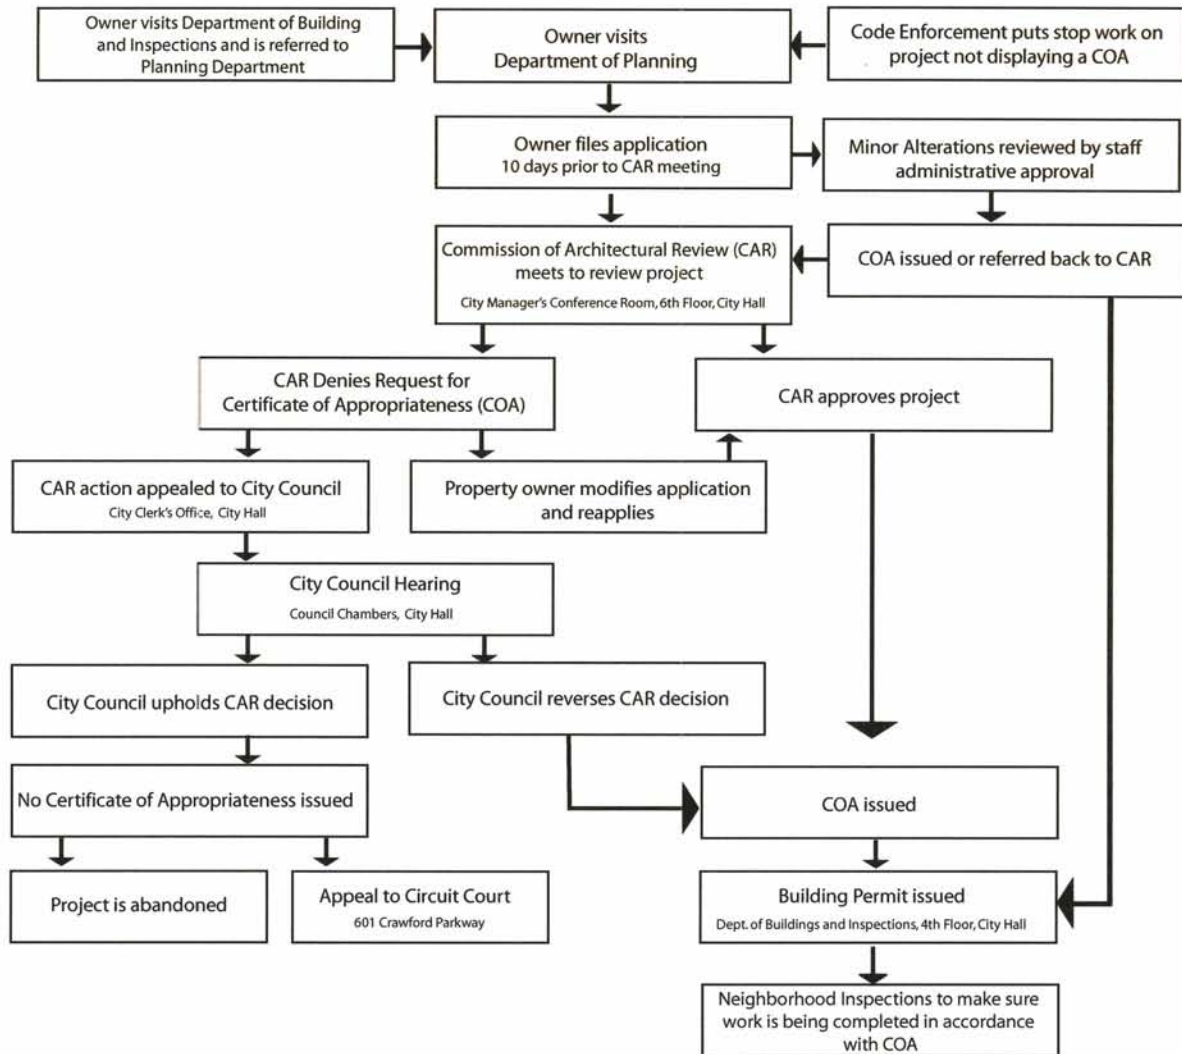 Owner visits Department of Building
and Inspections and is referred to
Planning Department
Owner visits
Department of Planning
Code Enforcement puts stop work on
project not displaying a COA
Owner files application
10 days prior to CAR meeting
Minor Alterations reviewed by staff
administrative approval
Commission of Architectural Review (CAR)
meets to review project
City Manager's Conference Room, 6th Floor, City Hall
COA issued or referred back to CAR
CAR Denies Request for
Certificate of Appropriateness (COA)
CAR approves project
CAR action appealed to City Council
City Clerk's Office, City Hall
Property owner modifies application
and reapplies
City Council Hearing
Council Chambers, City Hall
City Council upholds CAR decision
City Council reverses CAR decision
No Certificate of Appropriateness issued
COA issued
Project is abandoned
Appeal to Circuit Court
601 Crawford Parkway
Building Permit issued
Dept. of Buildings and Inspections, 4th Floor, City Hall
Neighborhood Inspections to make sure
work is being completed in accordance
with COA